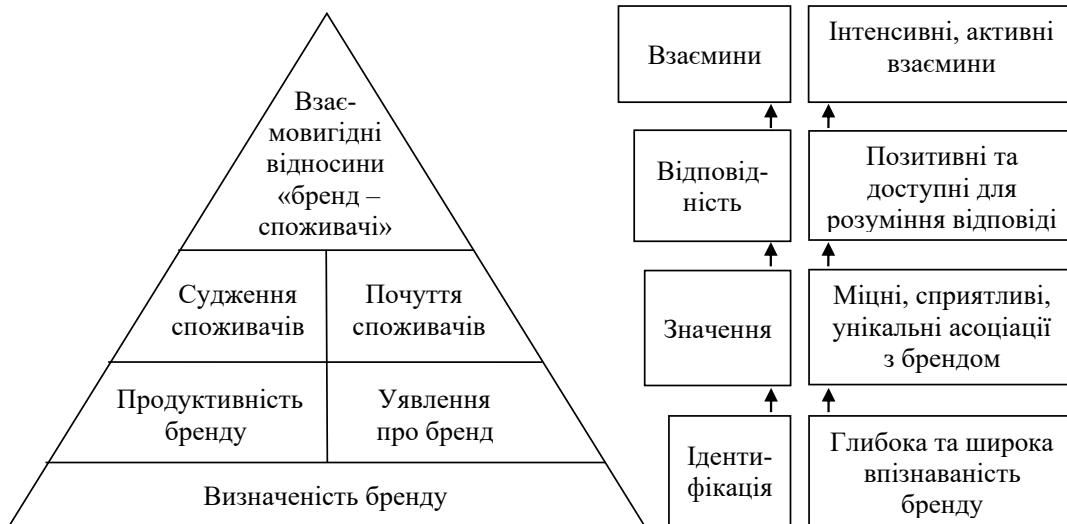 Взає-
мовигідні
відносини
«бренд –
споживачі»
Судження
споживачів
Почуття
споживачів
Продуктивність
бренду
Уявлення
про бренд
Визначеність бренду
Взаємини
Інтенсивні, активні
взаємини
Відповід-
ність
Позитивні та
доступні для
розуміння відповіді
Значення
Міцні, сприятливі,
унікальні асоціації
з брендом
Іденти-
фікація
Глибока та широка
впізнаваність
бренду